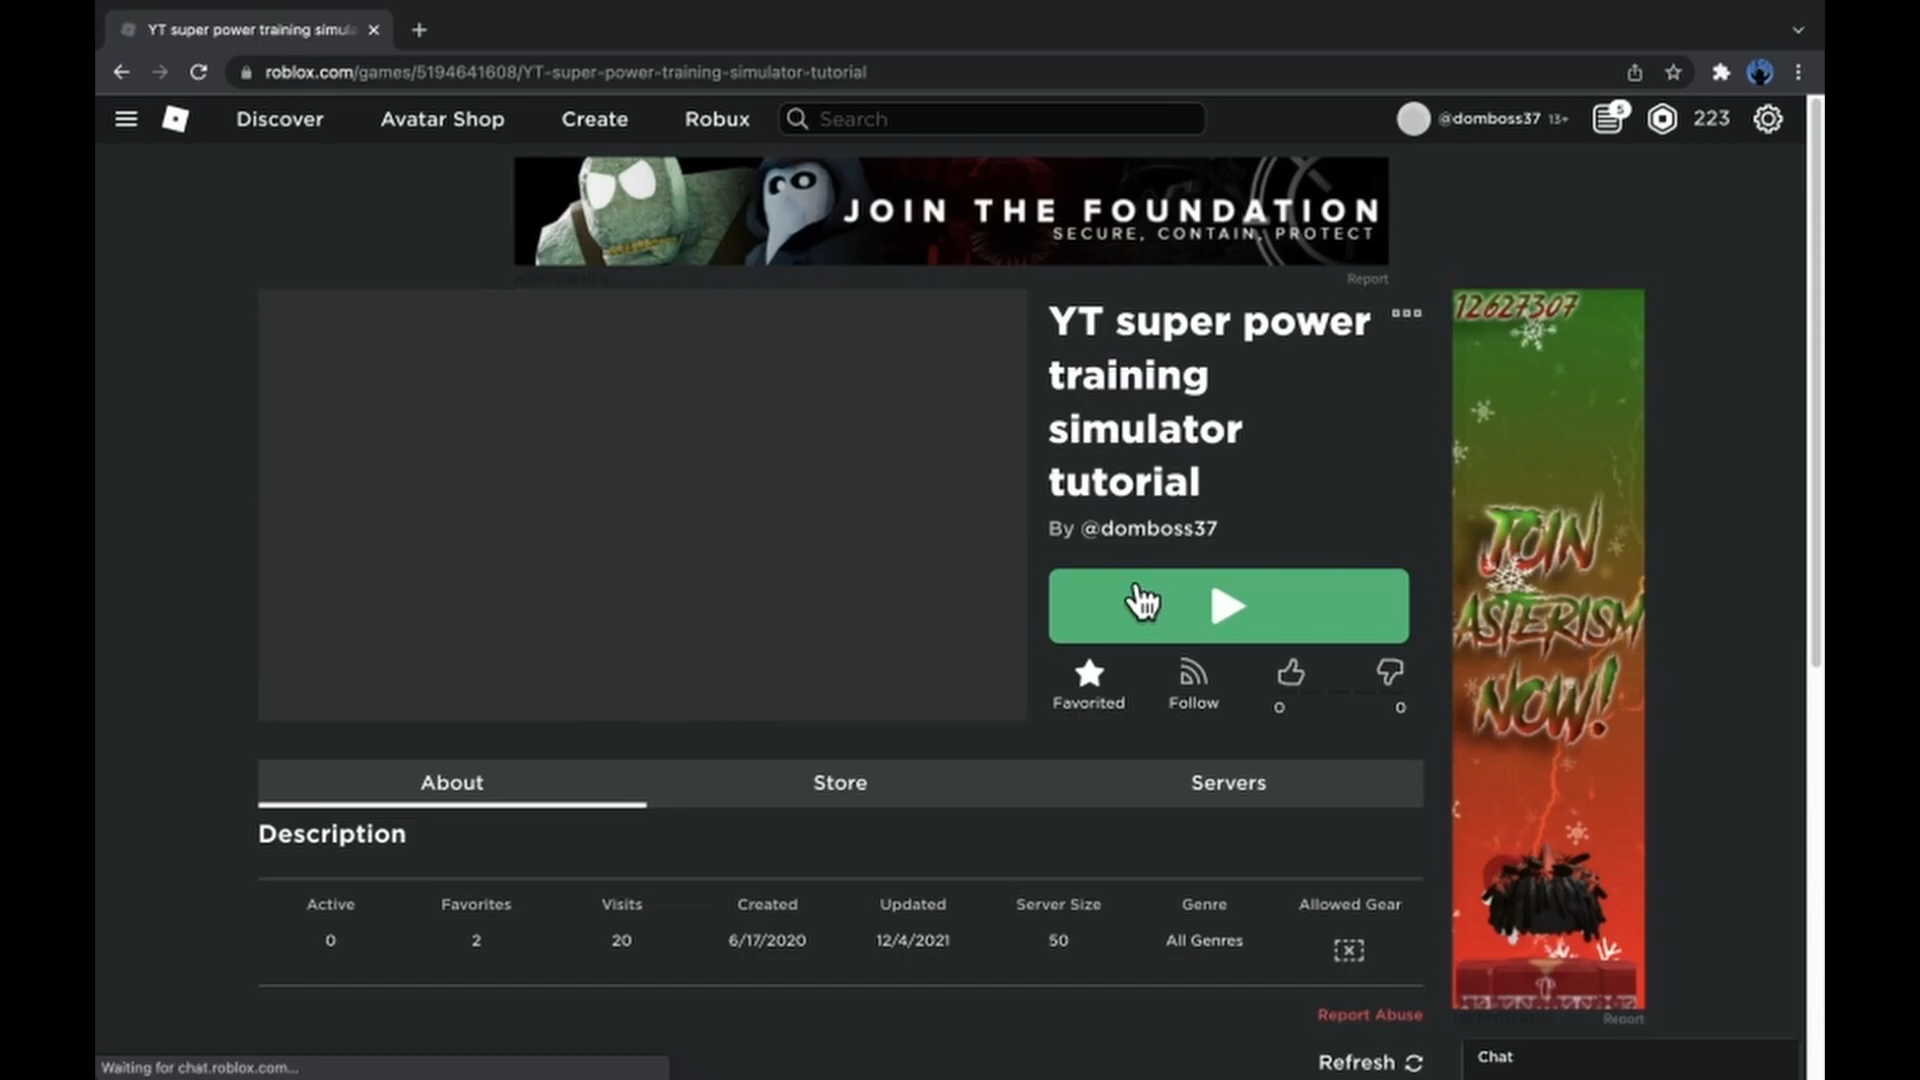 YT super power training simula
roblox.com/games/5194641608/YT-super-power-training-simulator-tutorial
Discover
Avatar Shop
Create
Robux
Search
@domboss37 13+
5
223
JOIN THE FOUNDATION
SECURE, CONTAIN, PROTECT
Report
YT super power
training
simulator
tutorial
By @domboss37
Favorited
Follow
0
0
12627307
JOIN
ASTERISM
NOW!
Report
About
Store
Servers
Description
Active
Favorites
Visits
Created
Updated
Server Size
Genre
Allowed Gear
0
2
20
6/17/2020
12/4/2021
50
All Genres
Report Abuse
Refresh
Chat
Waiting for chat.roblox.com...